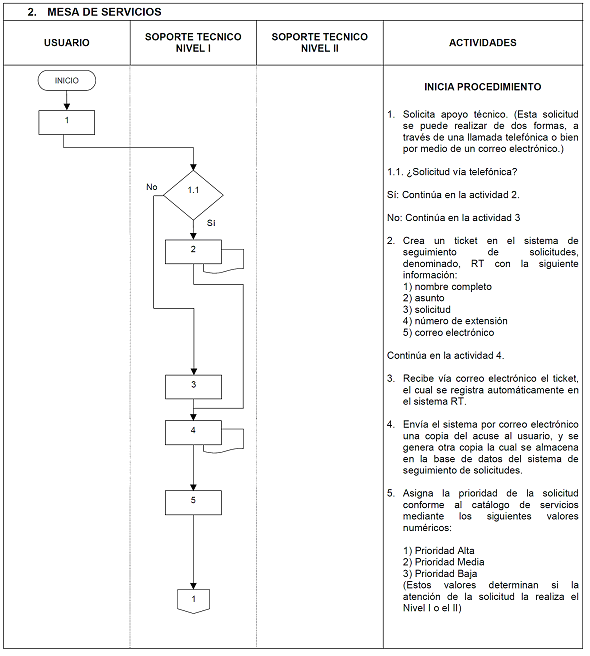 2. MESA DE SERVICIOS
USUARIO
SOPORTE TECNICO
NIVEL I
SOPORTE TECNICO
NIVEL II
ACTIVIDADES
INICIO
1
1.1
No
Sí
2
3
4
5
1
INICIA PROCEDIMIENTO
1. Solicita apoyo técnico. (Esta solicitud
se puede realizar de dos formas, a
través de una llamada telefónica o bien
por medio de un correo electrónico.)
1.1. ¿Solicitud vía telefónica?
Sí: Continúa en la actividad 2.
No: Continúa en la actividad 3
2. Crea un ticket en el sistema de
seguimiento de solicitudes,
denominado, RT con la siguiente
información:
1) nombre completo
2) asunto
3) solicitud
4) número de extensión
5) correo electrónico
Continúa en la actividad 4.
3. Recibe vía correo electrónico el ticket,
el cual se registra automáticamente en
el sistema RT.
4. Envía el sistema por correo electrónico
una copia del acuse al usuario, y se
genera otra copia la cual se almacena
en la base de datos del sistema de
seguimiento de solicitudes.
5. Asigna la prioridad de la solicitud
conforme al catálogo de servicios
mediante los siguientes valores
numéricos:
1) Prioridad Alta
2) Prioridad Media
3) Prioridad Baja
(Estos valores determinan si la
atención de la solicitud la realiza el
Nivel I o el II)